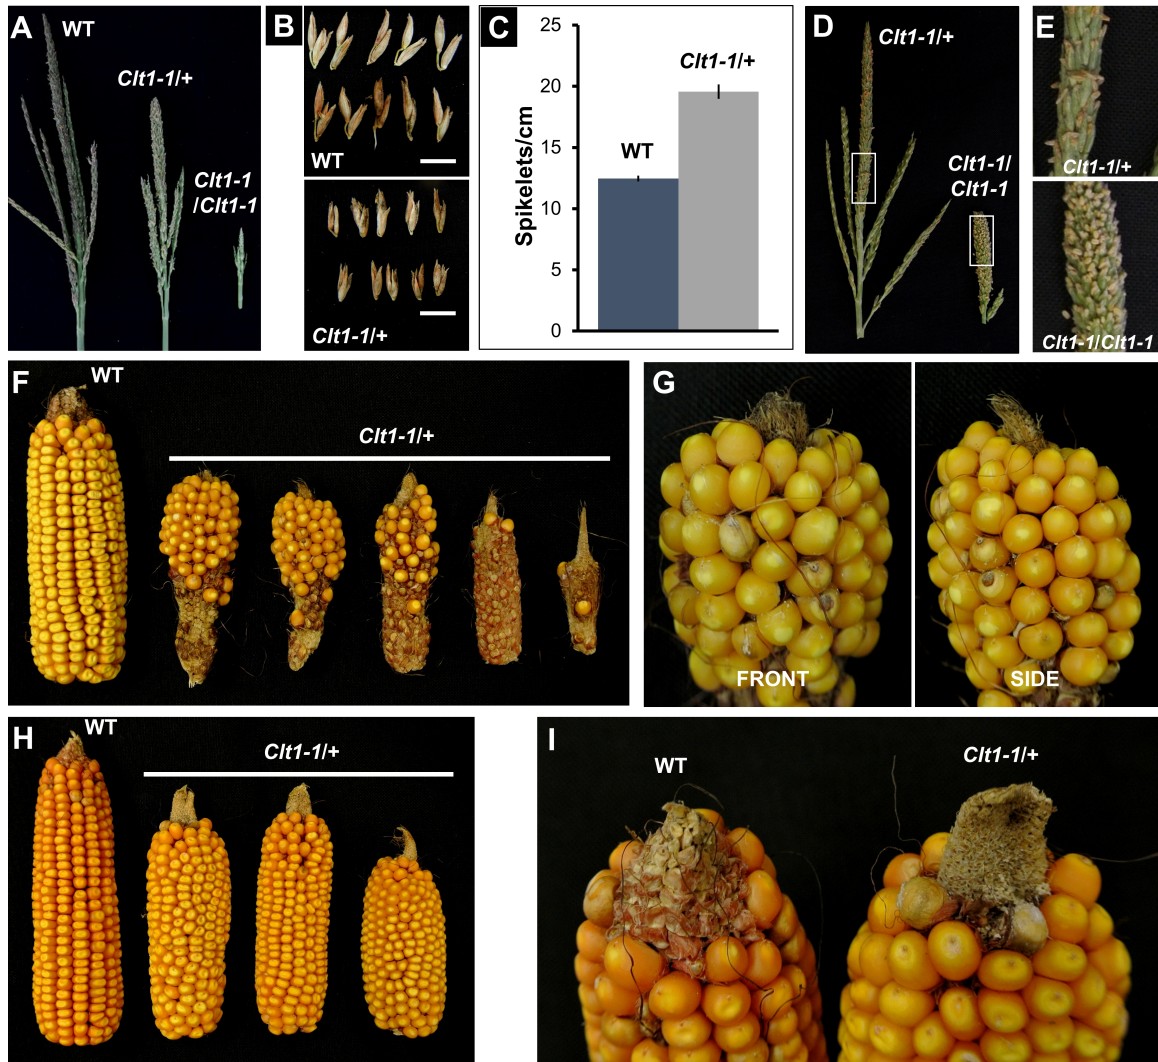 A
WT
Clt1-1/+
Clt1-1
/Clt1-1
B
WT
Clt1-1/+
C
25
20
15
10
5
0
Spikelets/cm
WT
Clt1-1/+
D
Clt1-1/+
Clt1-1/
Clt1-1
E
Clt1-1/+
Clt1-1/Clt1-1
F
WT
Clt1-1/+
G
FRONT
SIDE
H
WT
Clt1-1/+
I
WT
Clt1-1/+